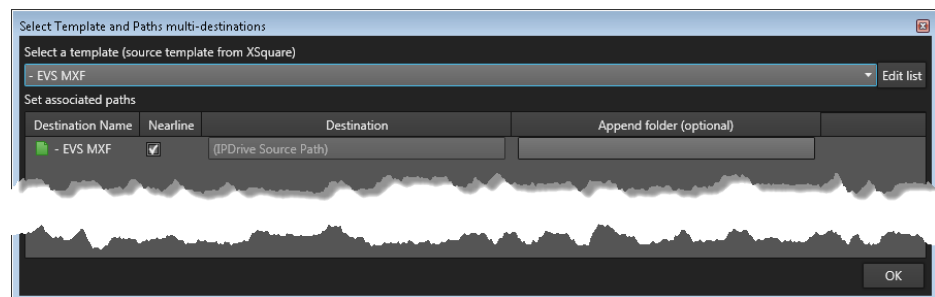 Select Template and Paths multi-destinations
Select a template (source template from XSquare)
- EVS MXF
Edit list
Set associated paths
Destination Name Nearline Destination Append folder (optional)
- EVS MXF (IPDrive Source Path)
OK